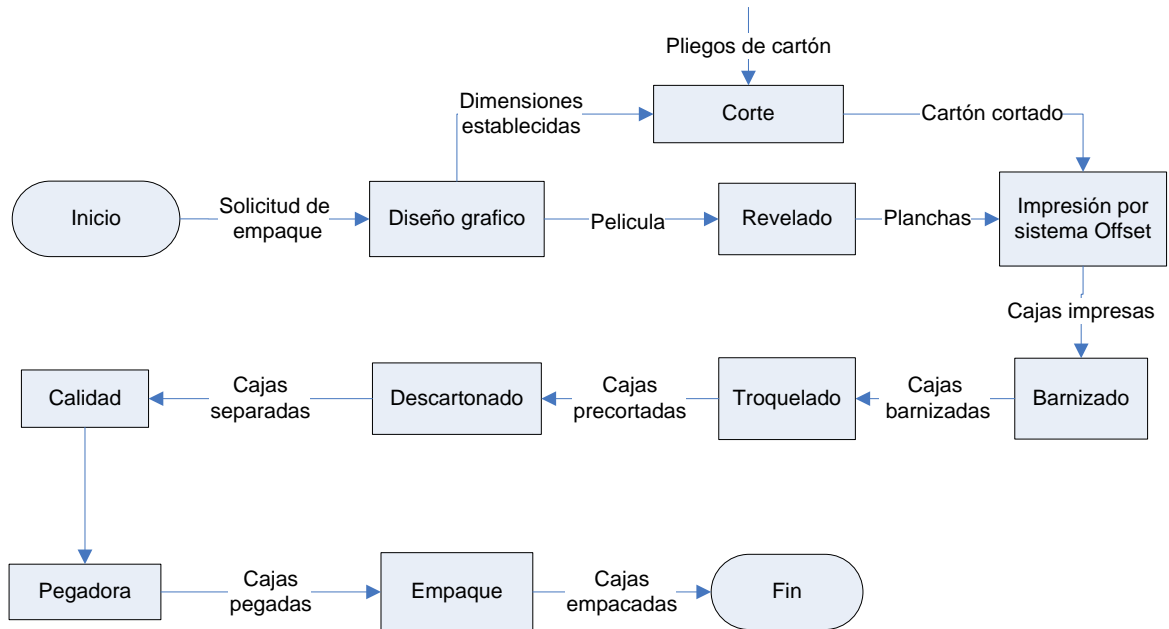 Pliegos de cartón
Dimensiones
establecidas
Corte
Cartón cortado
Inicio
Solicitud de
empaque
Diseño grafico
Pelicula
Revelado
Planchas
Impresión por
sistema Offset
Cajas impresas
Calidad
Cajas
separadas
Descartonado
Cajas
precortadas
Troquelado
Cajas
barnizadas
Barnizado
Pegadora
Cajas
pegadas
Empaque
Cajas
empacadas
Fin